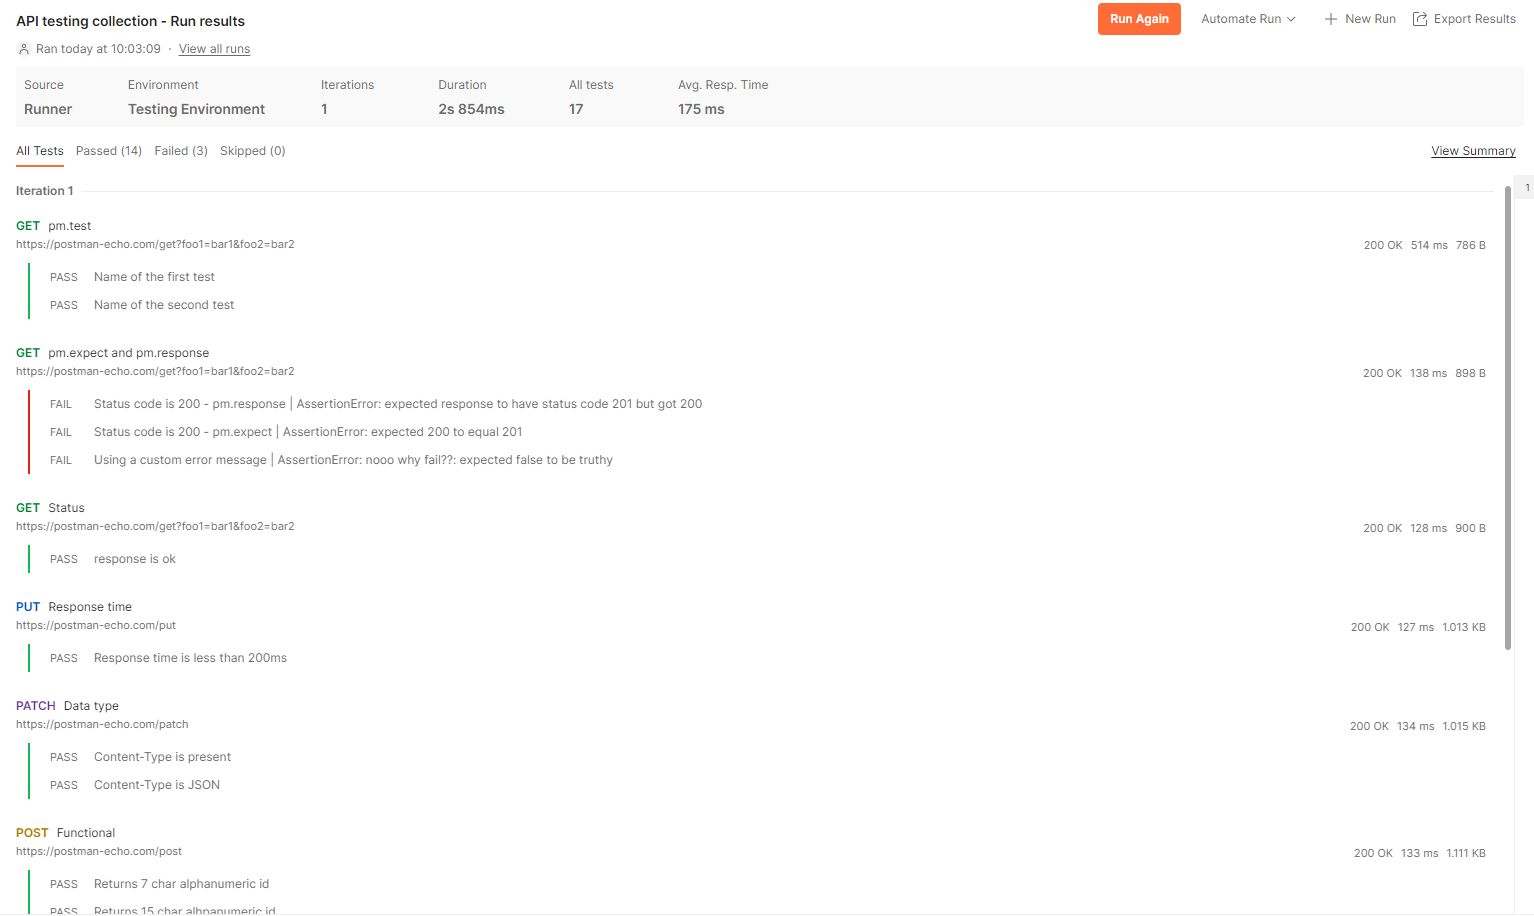 API testing collection - Run results
Run Again Automate Run New Run Export Results
Ran today at 10:03:09 · View all runs
Source Environment Iterations Duration All tests Avg. Resp. Time
Runner Testing Environment 1 2s 854ms 17 175 ms
All Tests Passed (14) Failed (3) Skipped (0) View Summary
Iteration 1
1
GET pm.test
https://postman-echo.com/get?foo1=bar1&foo2=bar2
200 OK 514 ms 786 B
PASS Name of the first test
PASS Name of the second test
GET pm.expect and pm.response
https://postman-echo.com/get?foo1=bar1&foo2=bar2
200 OK 138 ms 898 B
FAIL Status code is 200 - pm.response | AssertionError: expected response to have status code 201 but got 200
FAIL Status code is 200 - pm.expect | AssertionError: expected 200 to equal 201
FAIL Using a custom error message | AssertionError: nooo why fail??: expected false to be truthy
GET Status
https://postman-echo.com/get?foo1=bar1&foo2=bar2
200 OK 128 ms 900 B
PASS response is ok
PUT Response time
https://postman-echo.com/put
200 OK 127 ms 1.013 KB
PASS Response time is less than 200ms
PATCH Data type
https://postman-echo.com/patch
200 OK 134 ms 1.015 KB
PASS Content-Type is present
PASS Content-Type is JSON
POST Functional
https://postman-echo.com/post
200 OK 133 ms 1.111 KB
PASS Returns 7 char alphanumeric id
PASS Returns 15 char alhpanumeric id